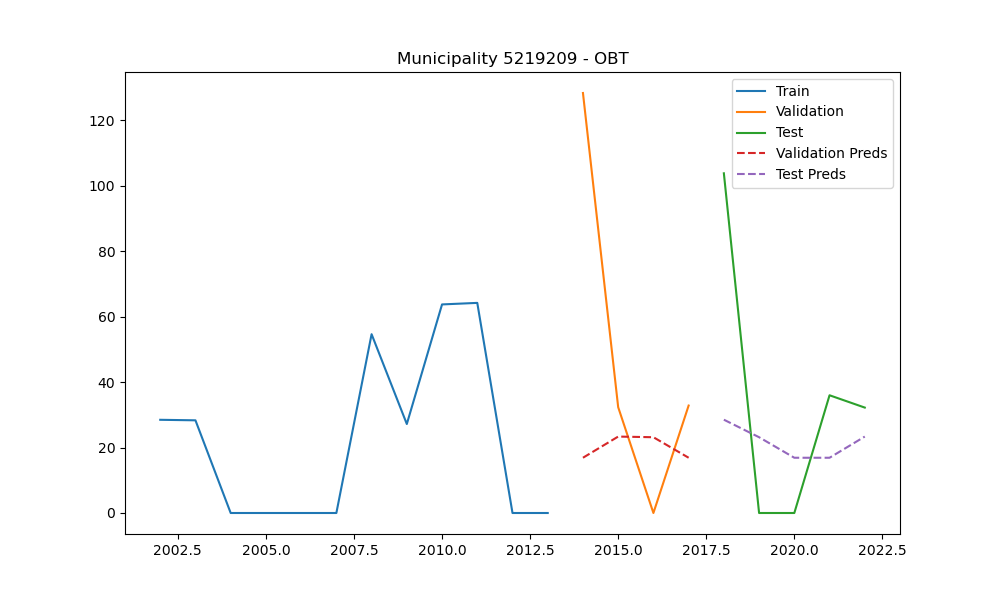 Municipality 5219209 - OBT
Train
Validation
Test
Validation Preds
Test Preds
120
100
80
60
40
20
0
2002.5 2005.0 2007.5 2010.0 2012.5 2015.0 2017.5 2020.0 2022.5